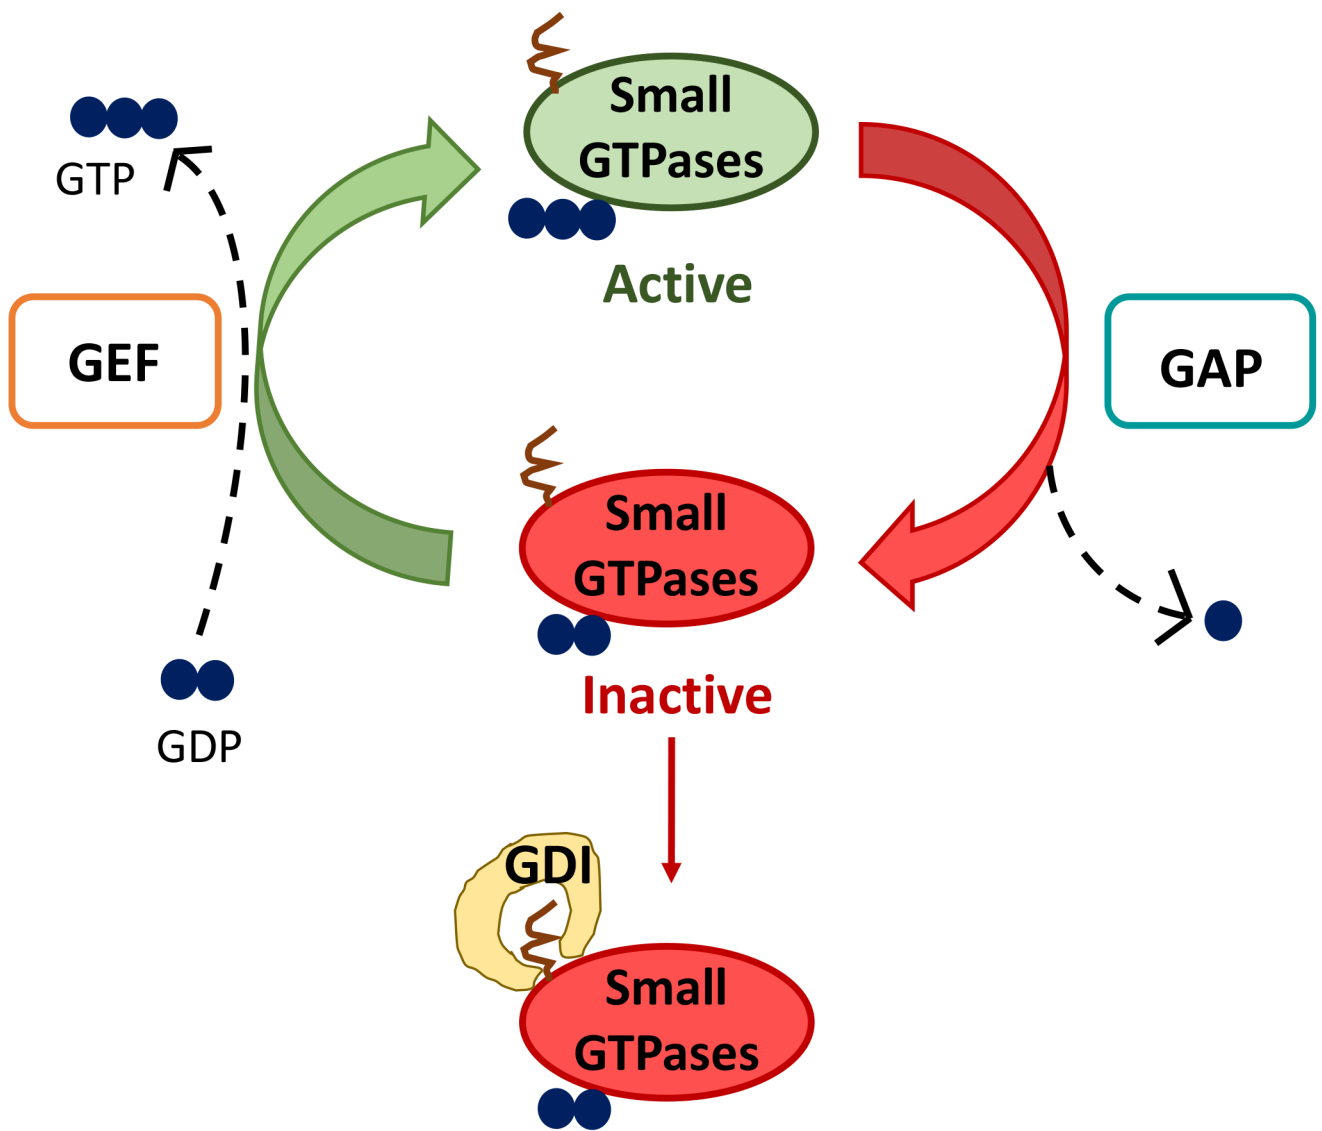 Small
GTPases
GTP
Active
GEF
GAP
Small
GTPases
Inactive
GDP
GDI
Small
GTPases